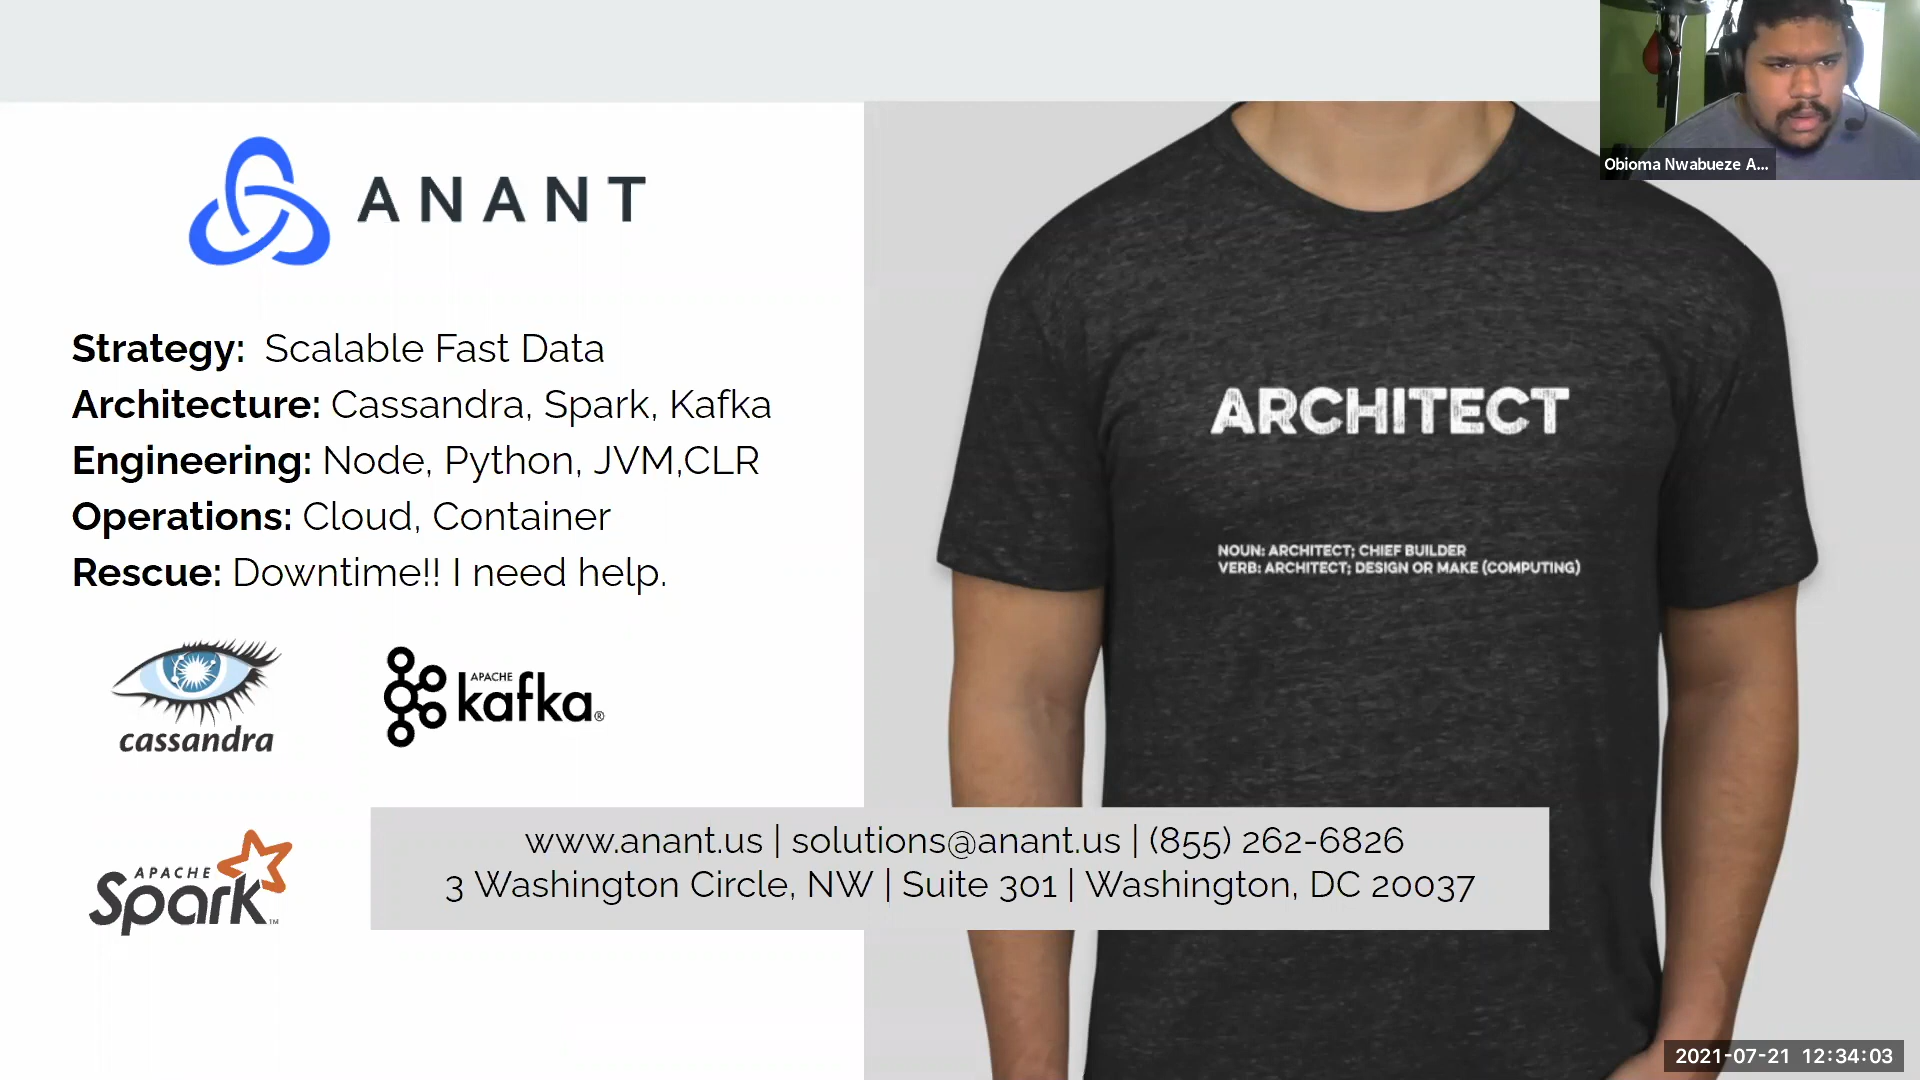 ANANT
Strategy: Scalable Fast Data
Architecture: Cassandra, Spark, Kafka
Engineering: Node, Python, JVM,CLR
Operations: Cloud, Container
Rescue: Downtime!! I need help.
cassandra
APACHE
kafka®
APACHE
Spark™
www.anant.us | solutions@anant.us | (855) 262-6826
3 Washington Circle, NW | Suite 301 | Washington, DC 20037
ARCHITECT
NOUN: ARCHITECT; CHIEF BUILDER
VERB: ARCHITECT; DESIGN OR MAKE (COMPUTING)
Obioma Nwabueze A...
2021-07-21 12:34:03